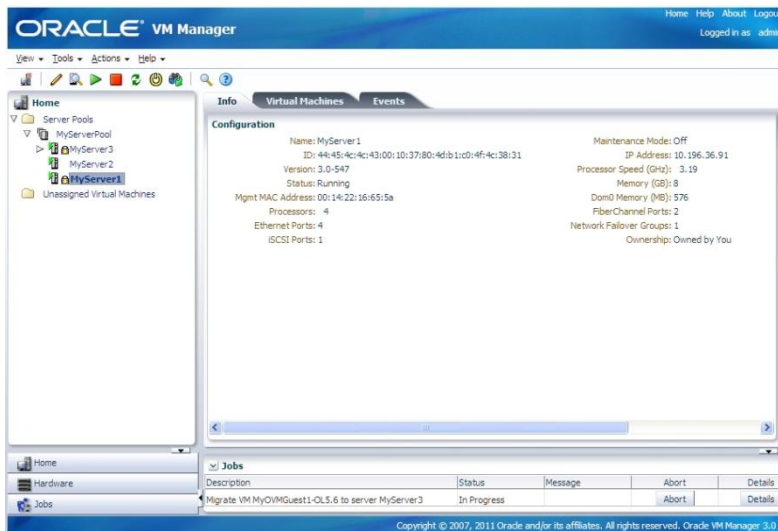 Home Help About Logou
ORACLE VM Manager
Logged in as admi
View Tools Actions Help
Home
Server Pools
MyServerPool
MyServer3
MyServer2
MyServer1
Unassigned Virtual Machines
Info Virtual Machines Events
Configuration
Name: MyServer1 Maintenance Mode: Off
ID: 44:45:4c:4c:43:00:10:37:80:4d:b1:c0:4f:4c:38:31 IP Address: 10.196.36.91
Version: 3.0-547 Processor Speed (GHz): 3.19
Status: Running Memory (GB): 8
Mgmt MAC Address: 00:14:22:16:65:5a Dom0 Memory (MB): 576
Processors: 4 FiberChannel Ports: 2
Ethernet Ports: 4 Network Failover Groups: 1
iSCSI Ports: 1 Ownership: Owned by You
Home
Hardware
Jobs
Jobs
Description Status Message Abort Details
Migrate VM MyOVMGuest1-OL5.6 to server MyServer3 In Progress Abort Details
Copyright © 2007, 2011 Oracle and/or its affiliates. All rights reserved. Oracle VM Manager 3.0